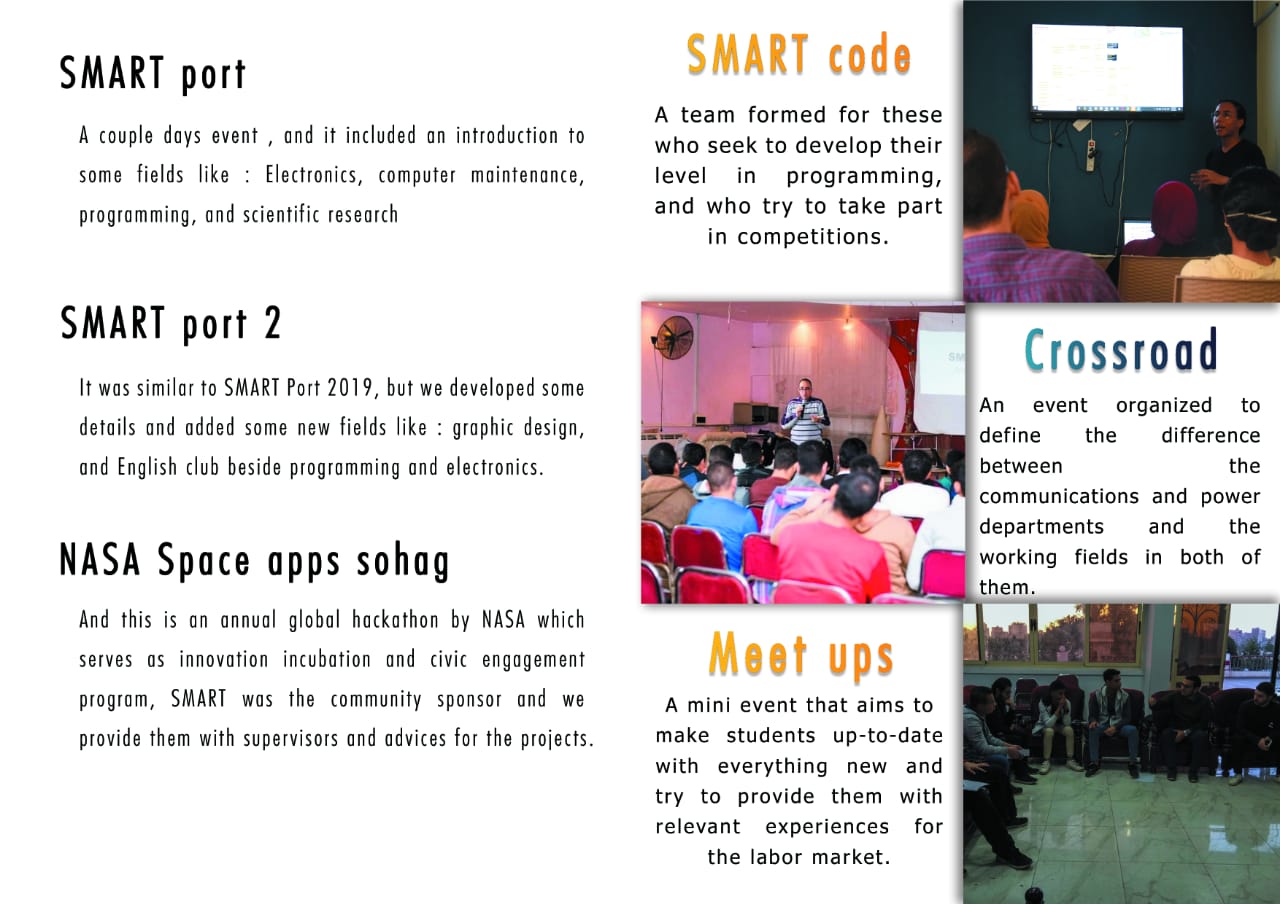 SMART port
A couple days event , and it included an introduction to
some fields like : Electronics, computer maintenance,
programming, and scientific research
SMART port 2
It was similar to SMART Port 2019, but we developed some
details and added some new fields like : graphic design,
and English club beside programming and electronics.
NASA Space apps sohag
And this is an annual global hackathon by NASA which
serves as innovation incubation and civic engagement
program, SMART was the community sponsor and we
provide them with supervisors and advices for the projects.
SMART code
A team formed for these
who seek to develop their
level in programming,
and who try to take part
in competitions.
Crossroad
An event organized to
define the difference
between the
communications and power
departments and the
working fields in both of
them.
Meet ups
A mini event that aims to
make students up-to-date
with everything new and
try to provide them with
relevant experiences for
the labor market.